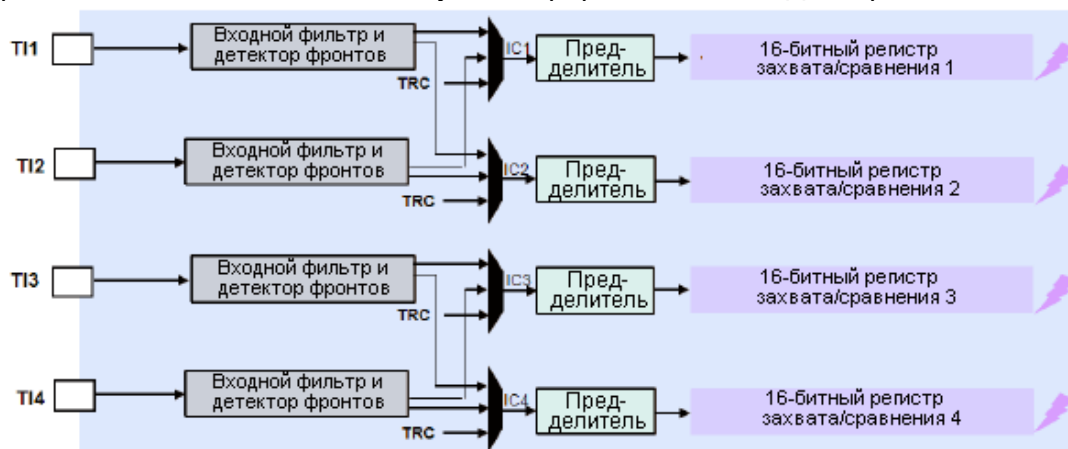 TI1
Входной фильтр и
детектор фронтов
TRC
IC1
Пред-
делитель
16-битный регистр
захвата/сравнения 1
TI2
Входной фильтр и
детектор фронтов
TRC
IC2
Пред-
делитель
16-битный регистр
захвата/сравнения 2
TI3
Входной фильтр и
детектор фронтов
TRC
IC3
Пред-
делитель
16-битный регистр
захвата/сравнения 3
TI4
Входной фильтр и
детектор фронтов
TRC
IC4
Пред-
делитель
16-битный регистр
захвата/сравнения 4